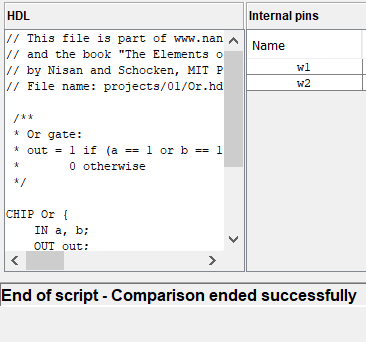 HDL
// This file is part of www.nan
// and the book "The Elements o
// by Nisan and Schocken, MIT P
// File name: projects/01/Or.hd
/**
* Or gate:
* out = 1 if (a == 1 or b == 1
*       0 otherwise
*/
CHIP Or {
IN a, b;
OUT out;
Internal pins
Name
w1
w2
End of script - Comparison ended successfully